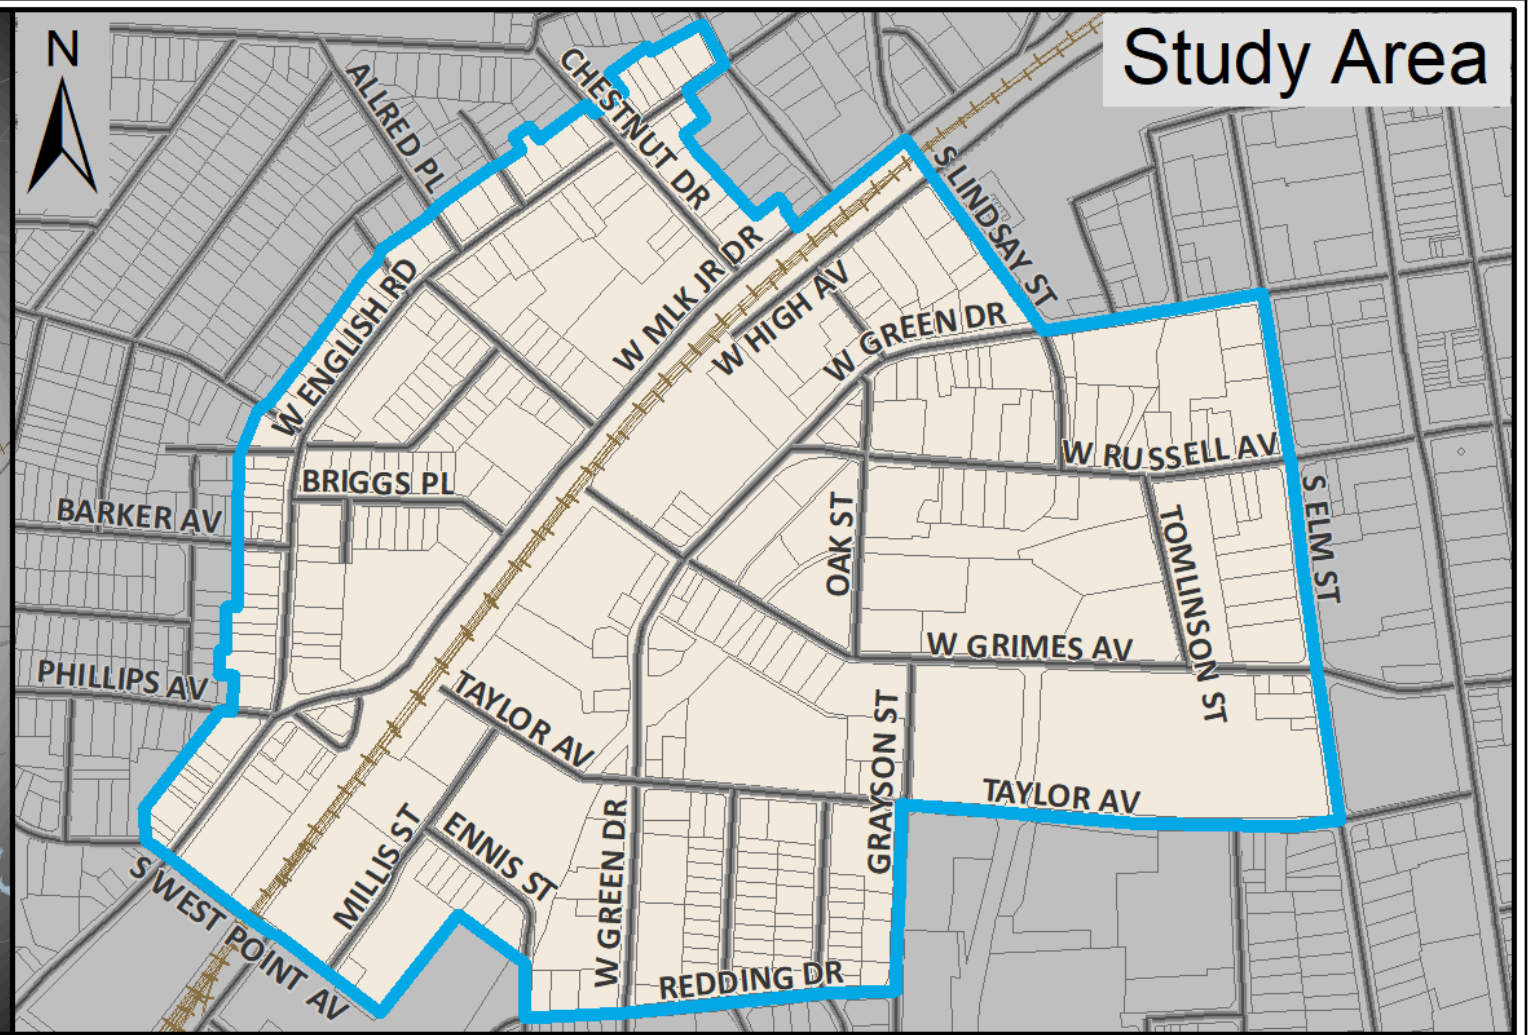 N
Study Area
CHESTNUT DR
ALLRED PL
S LINDSAY ST
W MLK JR DR
W HIGH AV
W ENGLISH RD
W GREEN DR
W RUSSELL AV
BRIGGS PL
BARKER AV
OAK ST
TOMLINSON ST
S ELM ST
W GRIMES AV
PHILLIPS AV
TAYLOR AV
GRAYSON ST
TAYLOR AV
MILLIS ST
ENNIS ST
W GREEN DR
S WEST POINT AV
REDDING DR